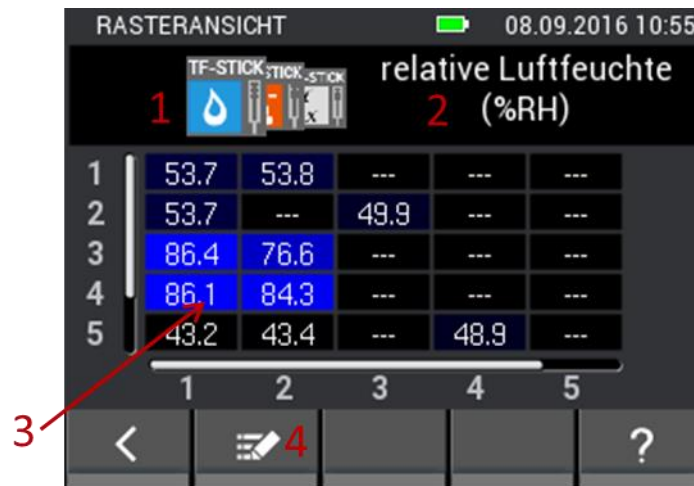 RASTERANSICHT 08.09.2016 10:55
TF-STICK STICK -STICK
1
relative Luftfeuchte
2 (%RH)
1 53.7 53.8 --- --- ---
2 53.7 --- 49.9 --- ---
3 86.4 76.6 --- --- ---
4 86.1 84.3 --- --- ---
5 43.2 43.4 --- 48.9 ---
1 2 3 4 5
3
< 4 ?